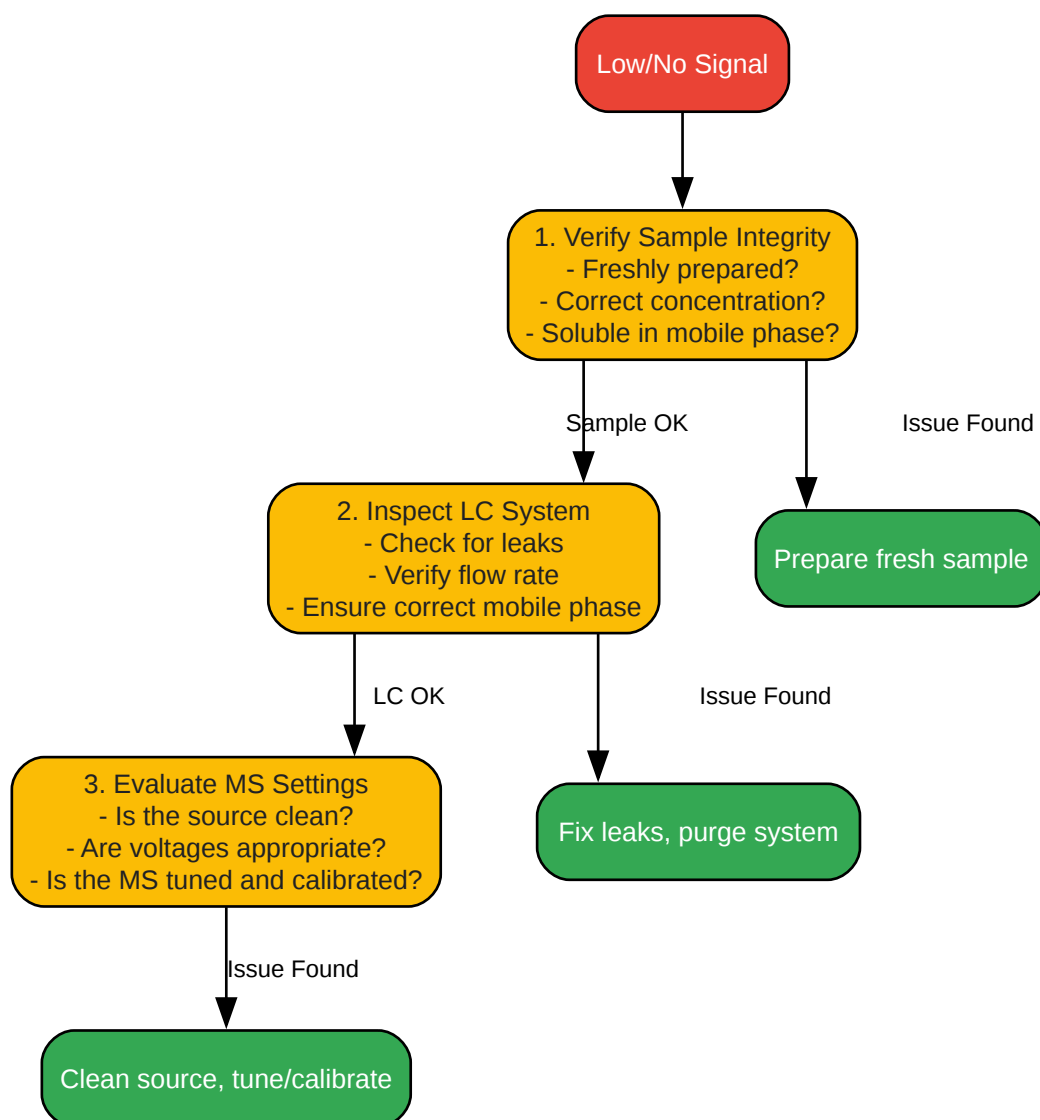 Low/No Signal
1. Verify Sample Integrity
- Freshly prepared?
- Correct concentration?
- Soluble in mobile phase?
Sample OK
Issue Found
2. Inspect LC System
- Check for leaks
- Verify flow rate
- Ensure correct mobile phase
Prepare fresh sample
LC OK
Issue Found
3. Evaluate MS Settings
- Is the source clean?
- Are voltages appropriate?
- Is the MS tuned and calibrated?
Fix leaks, purge system
Issue Found
Clean source, tune/calibrate